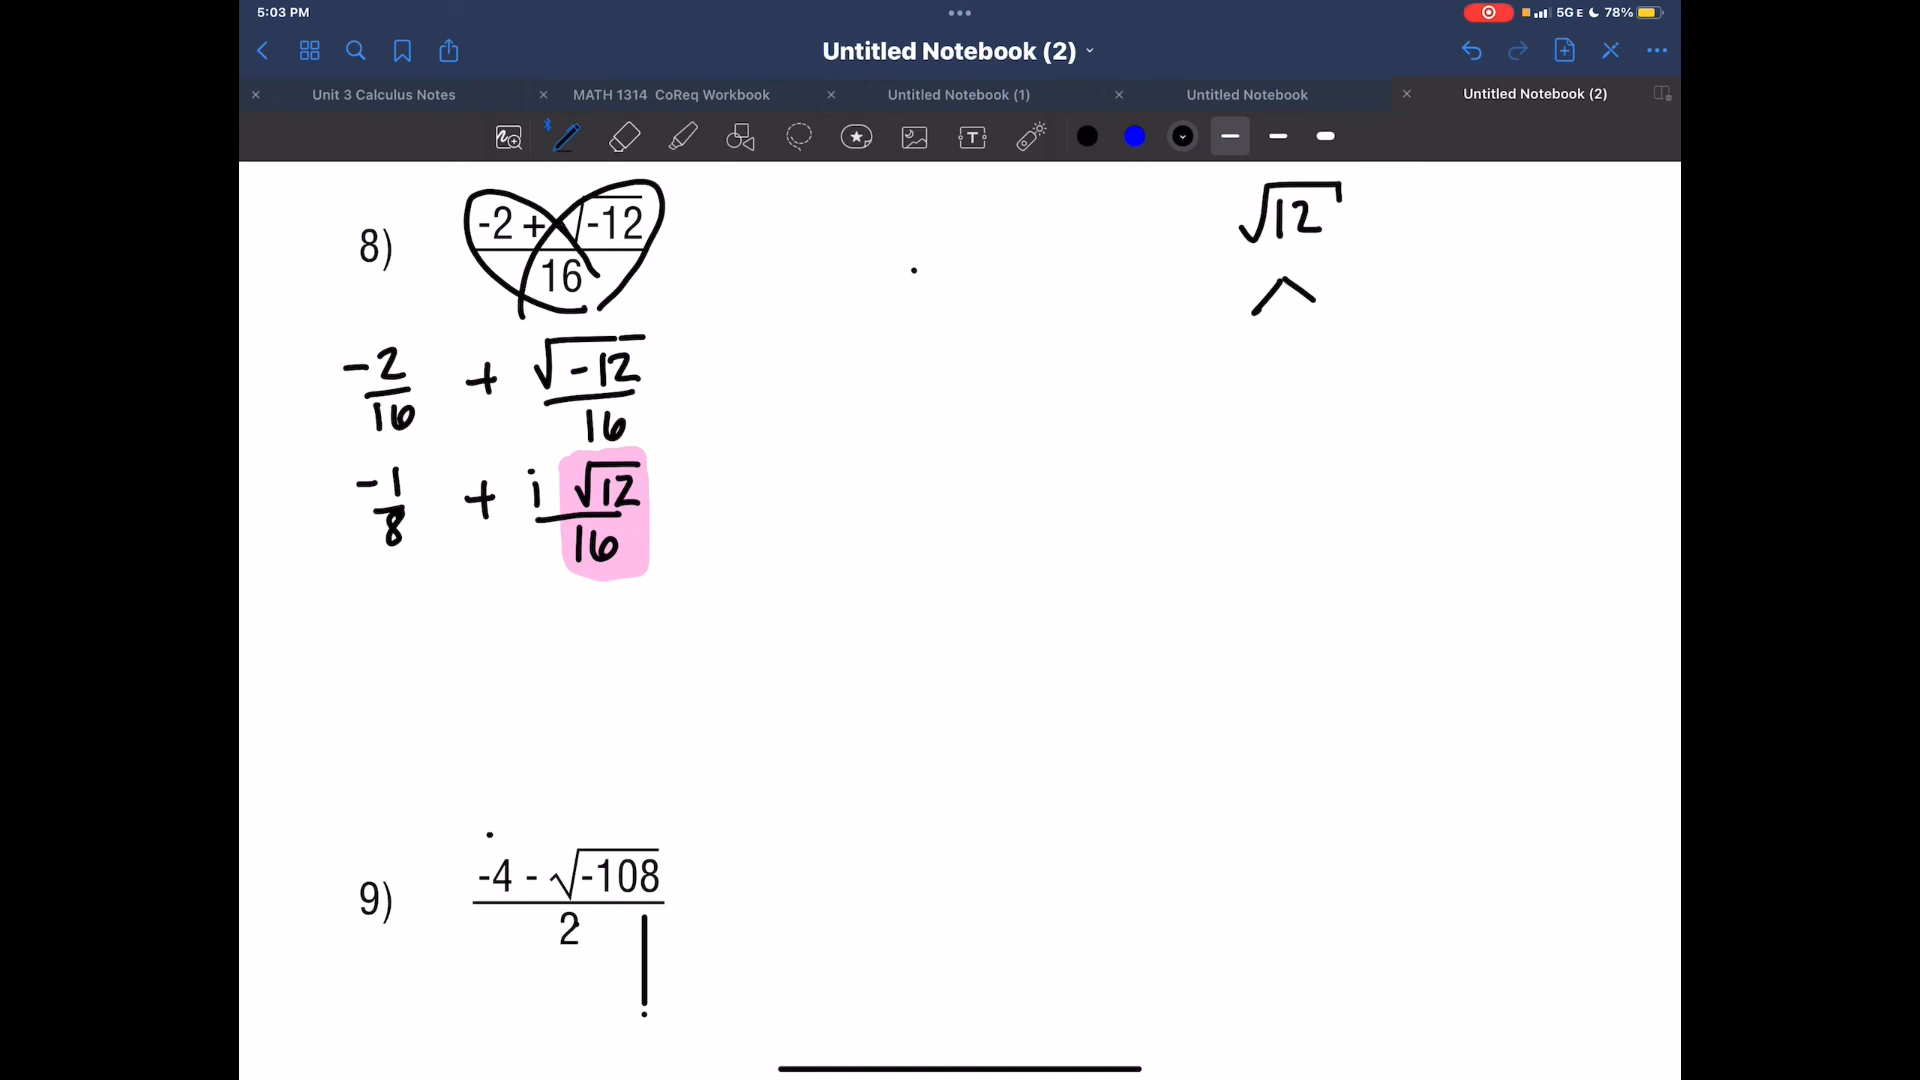 5:03 PM
5G E 78%
Untitled Notebook (2)
Unit 3 Calculus Notes
MATH 1314 CoReq Workbook
Untitled Notebook (1)
Untitled Notebook
Untitled Notebook (2)
8) (-2 + √-12)/16
√12
-2/16 + √-12/16
-1/8 + i √12/16
9) (-4 - √-108)/2